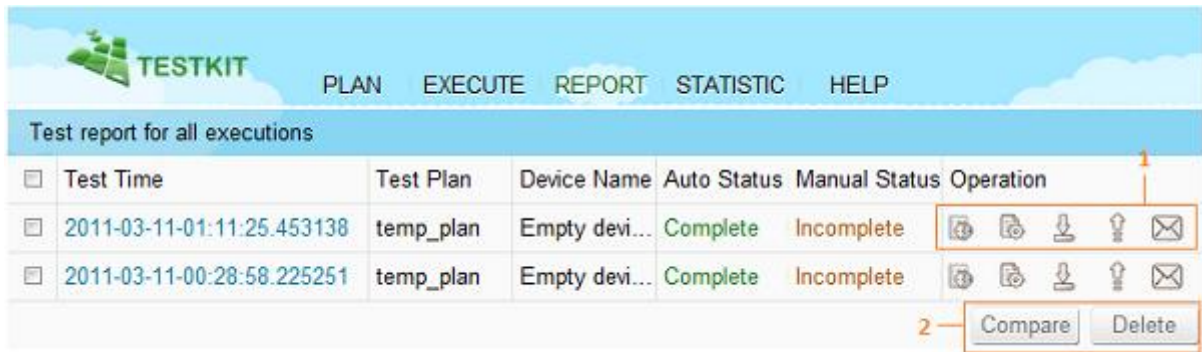 TESTKIT
PLAN EXECUTE REPORT STATISTIC HELP
Test report for all executions
1
Test Time Test Plan Device Name Auto Status Manual Status Operation
2011-03-11-01:11:25.453138 temp_plan Empty devi... Complete Incomplete
2011-03-11-00:28:58.225251 temp_plan Empty devi... Complete Incomplete
2 Compare Delete